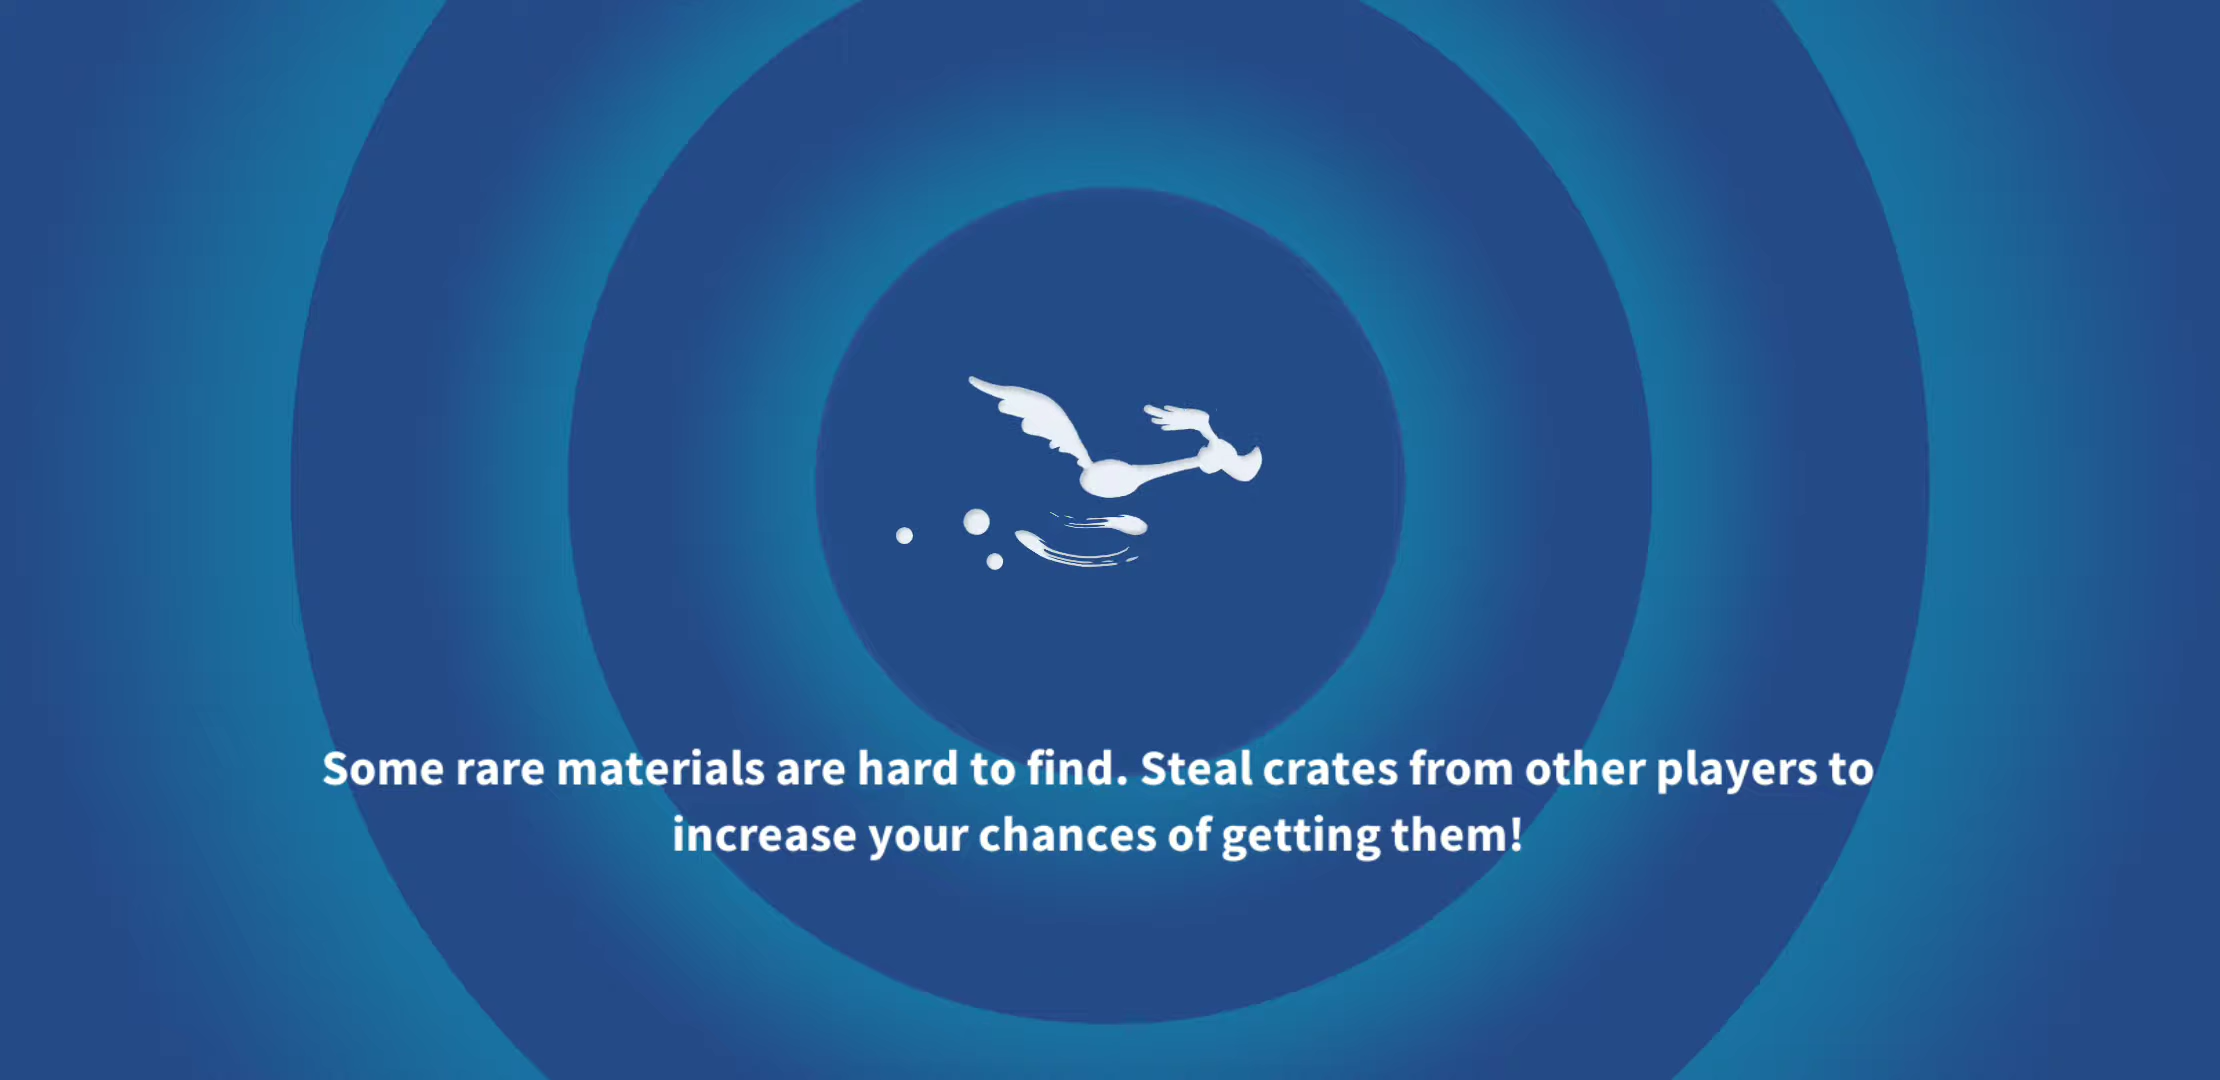 Some rare materials are hard to find. Steal crates from other players to
increase your chances of getting them!